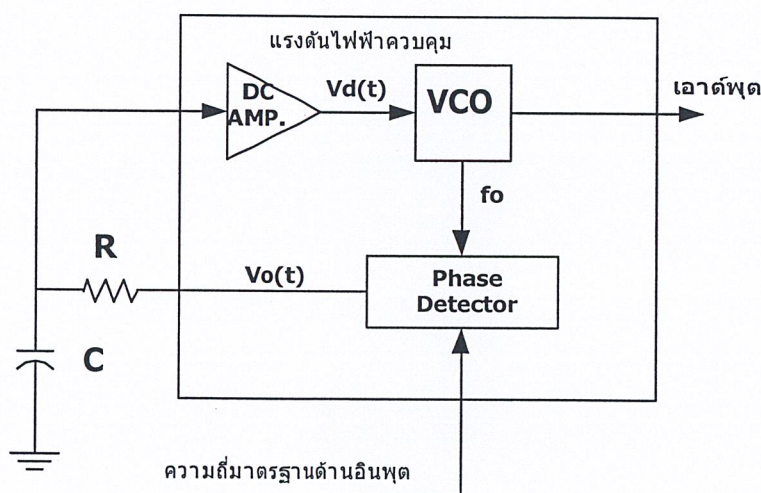 แรงดันไฟฟ้าควบคุม
DC
AMP.
Vd(t)
VCO
เอาต์พุต
fo
R
Vo(t)
Phase
Detector
C
ความถี่มาตรฐานด้านอินพุต